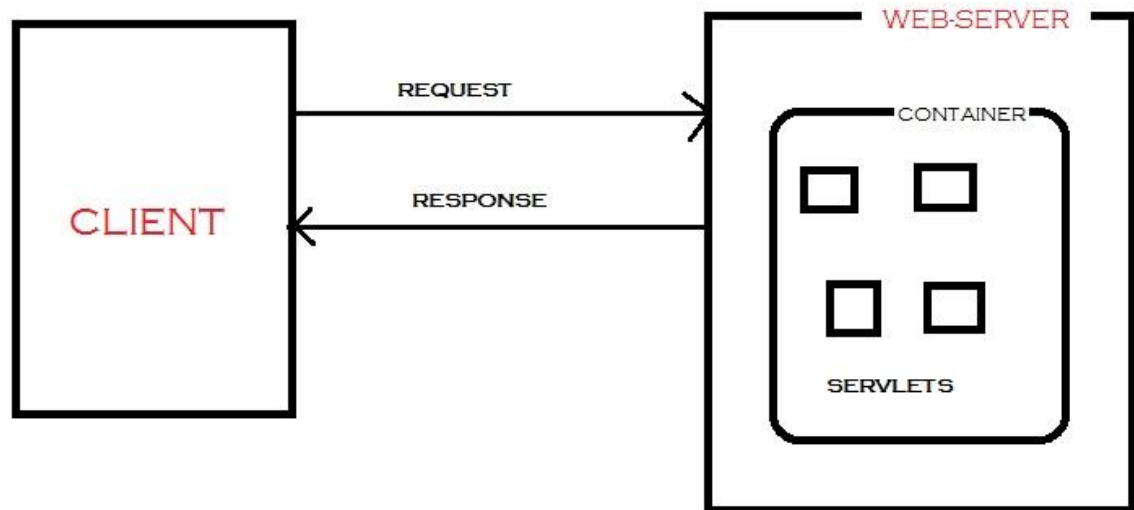 WEB-SERVER
REQUEST
CONTAINER
RESPONSE
CLIENT
SERVLETS